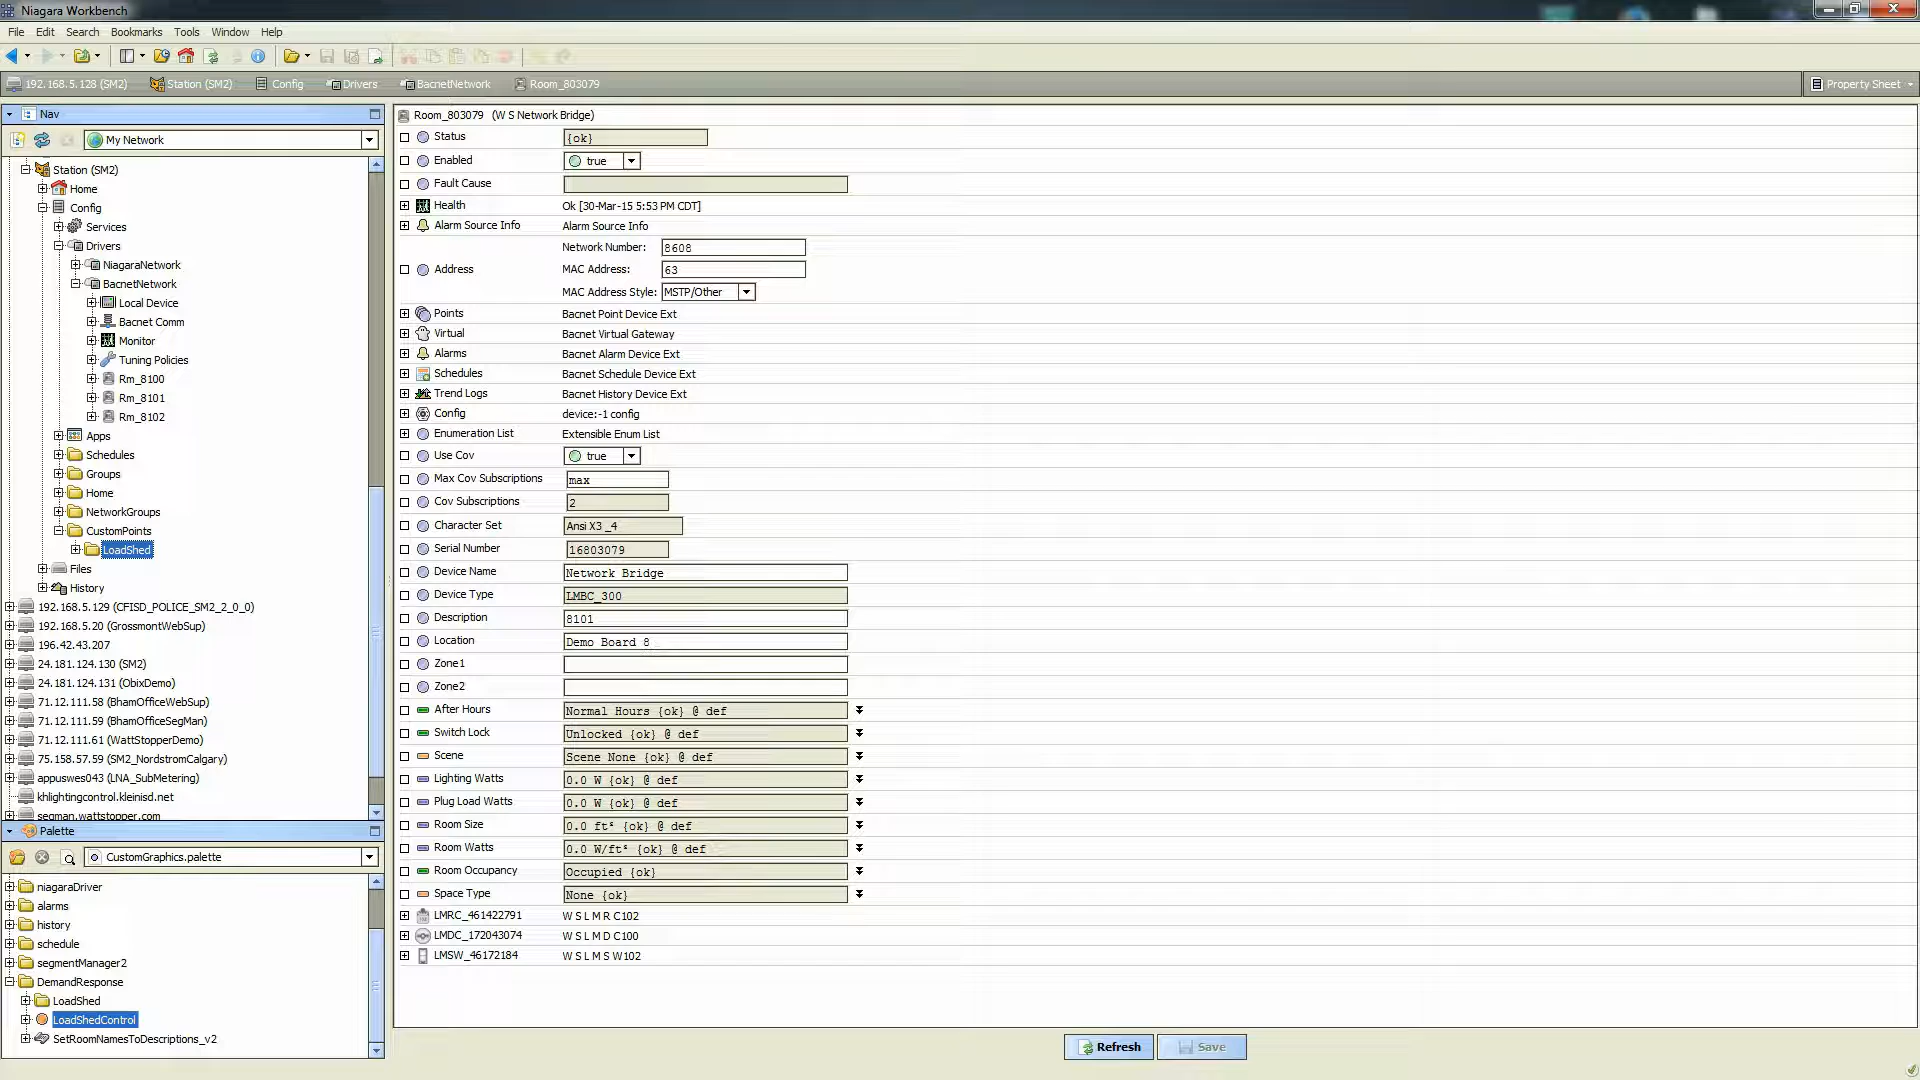 Niagara Workbench
File Edit Search Bookmarks Tools Window Help
192.168.5.128 (SM2) Station (SM2) Config Drivers BacnetNetwork Room_803079 Property Sheet
Nav
My Network
Station (SM2)
Home
Config
Services
Drivers
NiagaraNetwork
BacnetNetwork
Local Device
Bacnet Comm
Monitor
Tuning Policies
Rm_8100
Rm_8101
Rm_8102
Apps
Schedules
Groups
Home
NetworkGroups
CustomPoints
LoadShed
Files
History
192.168.5.129 (CFISD_POLICE_SM2_2_0_0)
192.168.5.20 (GrossmontWebSup)
196.42.43.207
24.181.124.130 (SM2)
24.181.124.131 (ObixDemo)
71.12.111.58 (BhamOfficeWebSup)
71.12.111.59 (BhamOfficeSegMan)
71.12.111.61 (WattStopperDemo)
75.158.57.59 (SM2_NordstromCalgary)
appuswes043 (LNA_SubMetering)
khlightingcontrol.kleinisd.net
segman.wattstopper.com
Palette
CustomGraphics.palette
niagaraDriver
alarms
history
schedule
segmentManager2
DemandResponse
LoadShed
LoadShedControl
SetRoomNamesToDescriptions_v2
Room_803079 (W S Network Bridge)
Status {ok}
Enabled true
Fault Cause
Health Ok [30-Mar-15 5:53 PM CDT]
Alarm Source Info Alarm Source Info
Network Number: 8608
Address MAC Address: 63
MAC Address Style: MSTP/Other
Points Bacnet Point Device Ext
Virtual Bacnet Virtual Gateway
Alarms Bacnet Alarm Device Ext
Schedules Bacnet Schedule Device Ext
Trend Logs Bacnet History Device Ext
Config device:-1 config
Enumeration List Extensible Enum List
Use Cov true
Max Cov Subscriptions max
Cov Subscriptions 2
Character Set Ansi X3_4
Serial Number 16803079
Device Name Network Bridge
Device Type LMBC_300
Description 8101
Location Demo Board 8
Zone1
Zone2
After Hours Normal Hours {ok} @ def
Switch Lock Unlocked {ok} @ def
Scene Scene None {ok} @ def
Lighting Watts 0.0 W {ok} @ def
Plug Load Watts 0.0 W {ok} @ def
Room Size 0.0 ft² {ok} @ def
Room Watts 0.0 W/ft² {ok} @ def
Room Occupancy Occupied {ok}
Space Type None {ok}
LMRC_461422791 W S L M R C102
LMDC_172043074 W S L M D C100
LMSW_46172184 W S L M S W102
Refresh Save